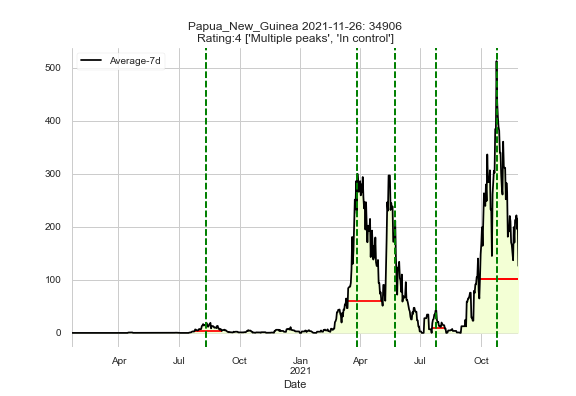 Papua_New_Guinea 2021-11-26: 34906
Rating:4 ['Multiple peaks', 'In control']
Average-7d
500
400
300
200
100
0
Apr Jul Oct Jan Apr Jul Oct
2021
Date